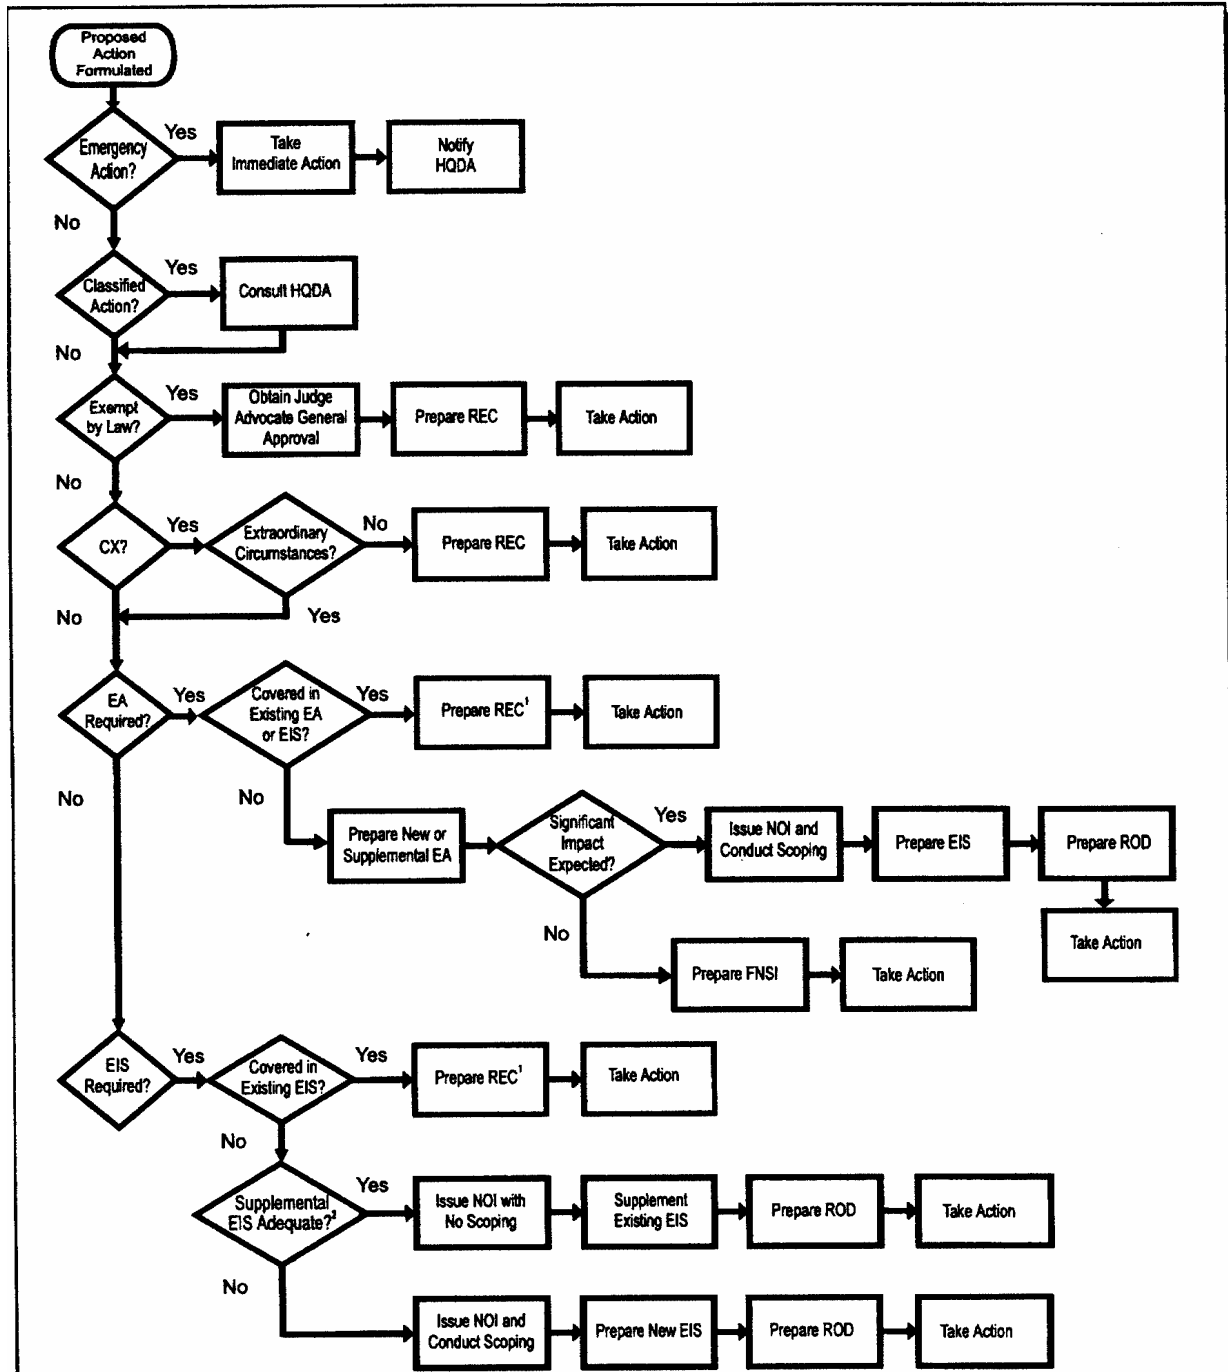 Proposed
Action
Formulated
Emergency
Action?
Yes
Take
Immediate Action
Notify
HQDA
No
Classified
Action?
Yes
Consult HQDA
No
Exempt
by Law?
Yes
Obtain Judge
Advocate General
Approval
Prepare REC
Take Action
No
CX?
Yes
Extraordinary
Circumstances?
No
Prepare REC
Take Action
No
Yes
EA
Required?
Yes
Covered in
Existing EA
or EIS?
Yes
Prepare REC¹
Take Action
No
No
Prepare New or
Supplemental EA
Significant
Impact
Expected?
Yes
Issue NOI and
Conduct Scoping
Prepare EIS
Prepare ROD
Take Action
No
Prepare FNSI
Take Action
EIS
Required?
Yes
Covered in
Existing EIS?
Yes
Prepare REC¹
Take Action
No
Supplemental
EIS Adequate?²
Yes
Issue NOI with
No Scoping
Supplement
Existing EIS
Prepare ROD
Take Action
No
Issue NOI and
Conduct Scoping
Prepare New EIS
Prepare ROD
Take Action